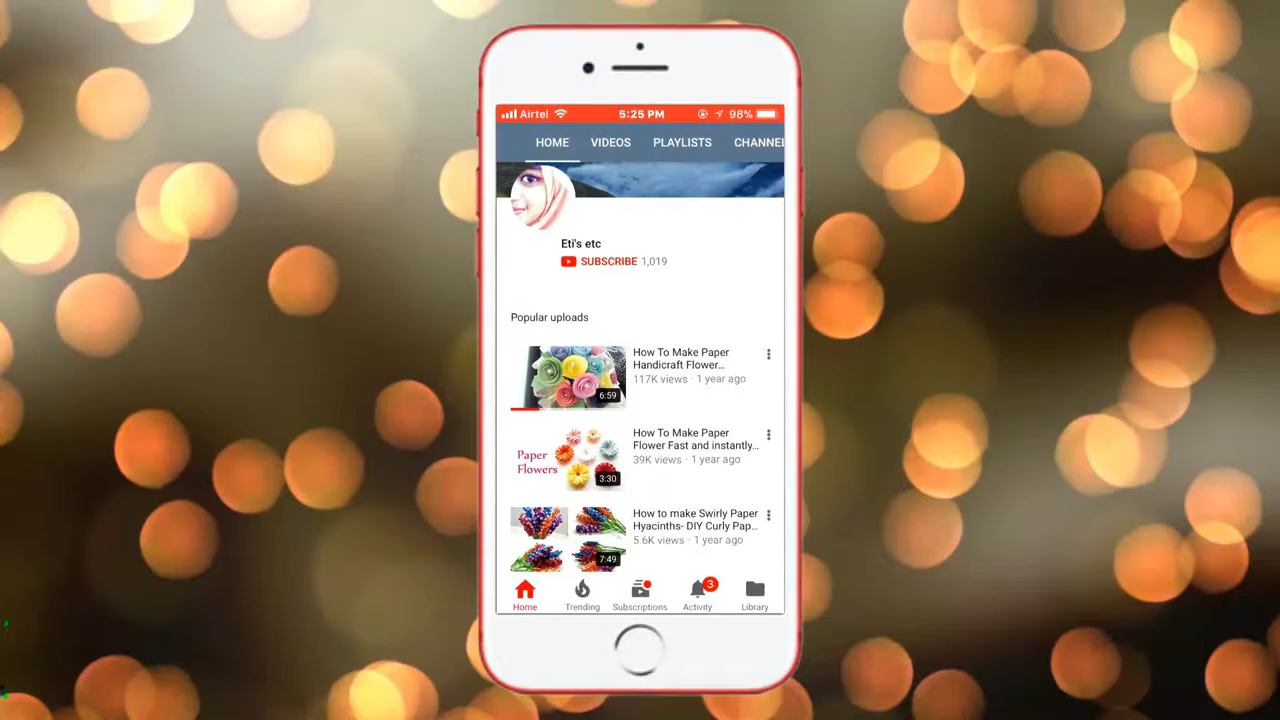 Airtel 5:25 PM 98%
HOME VIDEOS PLAYLISTS CHANNEL
Eti's etc
SUBSCRIBE 1,019
Popular uploads
How To Make Paper
Handicraft Flower...
117K views · 1 year ago
6:59
How To Make Paper
Flower Fast and instantly...
39K views · 1 year ago
Paper
Flowers
3:30
How to make Swirly Paper
Hyacinths- DIY Curly Pap...
5.6K views · 1 year ago
7:49
3
Home Trending Subscriptions Activity Library